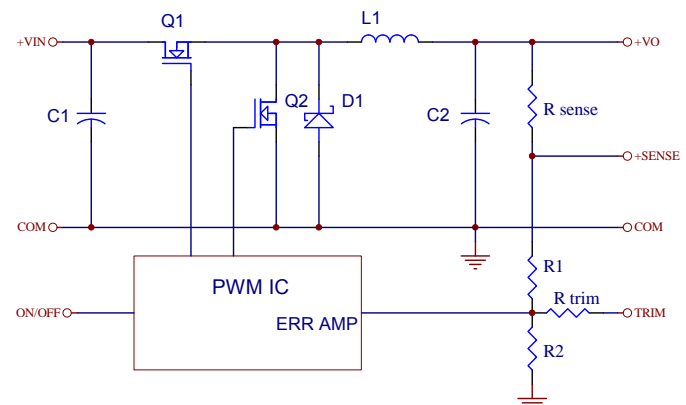 Q1
L1
+VIN
+VO
C1
Q2
D1
C2
R sense
+SENSE
COM
COM
PWM IC
R1
R trim
ON/OFF
ERR AMP
TRIM
R2